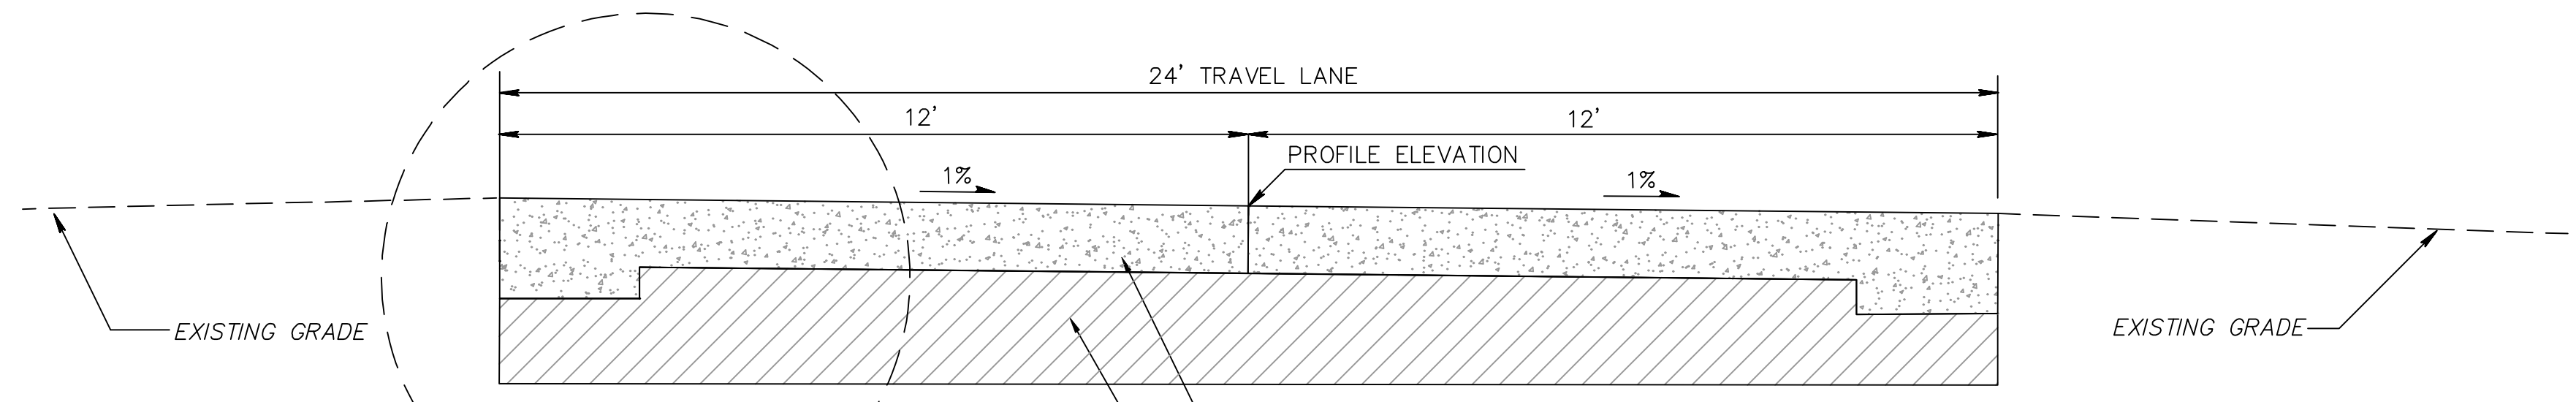 24' TRAVEL LANE
12'
12'
PROFILE ELEVATION
1%
1%
EXISTING GRADE
EXISTING GRADE